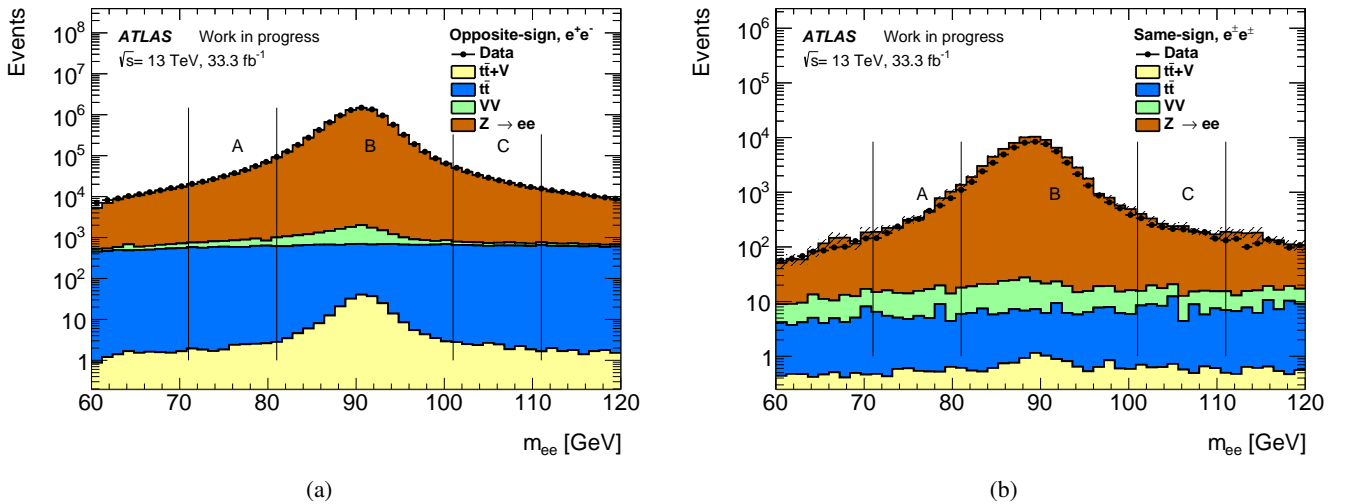 Events
10⁸
10⁷
10⁶
10⁵
10⁴
10³
10²
10
1
ATLAS Work in progress
√s= 13 TeV, 33.3 fb⁻¹
Opposite-sign, e⁺e⁻
Data
tt̄+V
tt̄
VV
Z → ee
A
B
C
60 70 80 90 100 110 120
mₑₑ [GeV]
(a)
Events
10⁶
10⁵
10⁴
10³
10²
10
1
ATLAS Work in progress
√s= 13 TeV, 33.3 fb⁻¹
Same-sign, e±e±
Data
tt̄+V
tt̄
VV
Z → ee
A
B
C
60 70 80 90 100 110 120
mₑₑ [GeV]
(b)